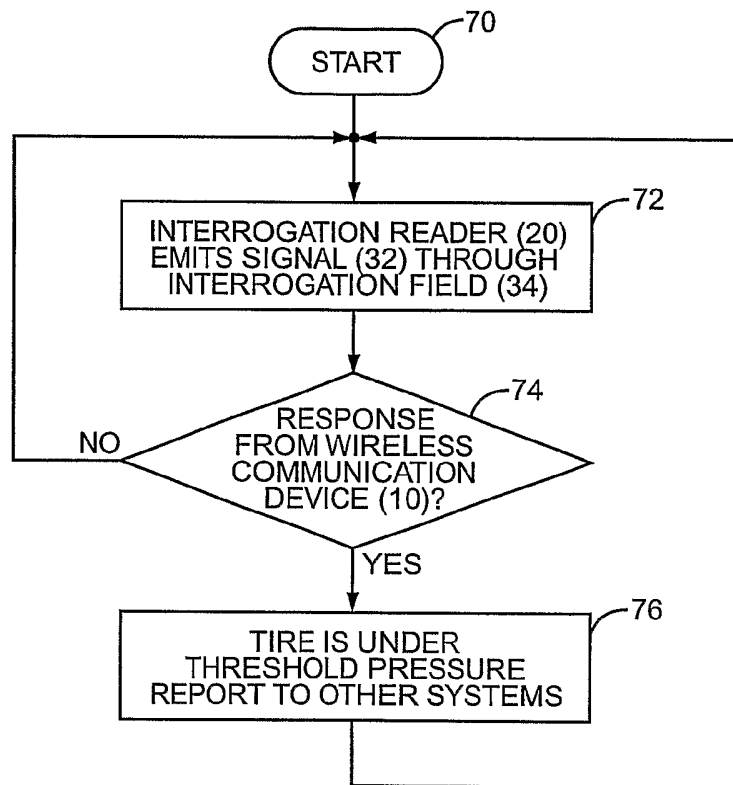 70
START
72
INTERROGATION READER (20)
EMITS SIGNAL (32) THROUGH
INTERROGATION FIELD (34)
74
RESPONSE
FROM WIRELESS
COMMUNICATION
DEVICE (10)?
NO
YES
76
TIRE IS UNDER
THRESHOLD PRESSURE
REPORT TO OTHER SYSTEMS